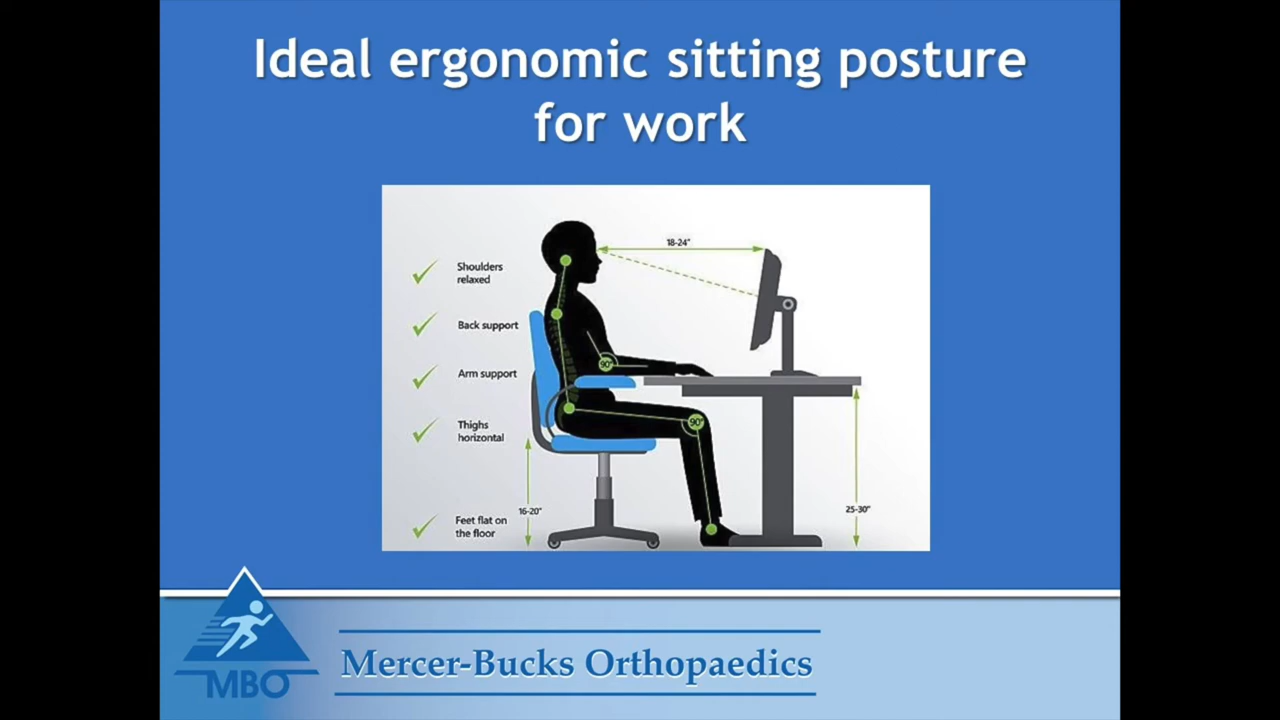 Ideal ergonomic sitting posture
for work
18-24"
Shoulders
relaxed
Back support
90°
Arm support
Thighs
horizontal
90°
16-20"
25-30"
Feet flat on
the floor
MBO
Mercer-Bucks Orthopaedics